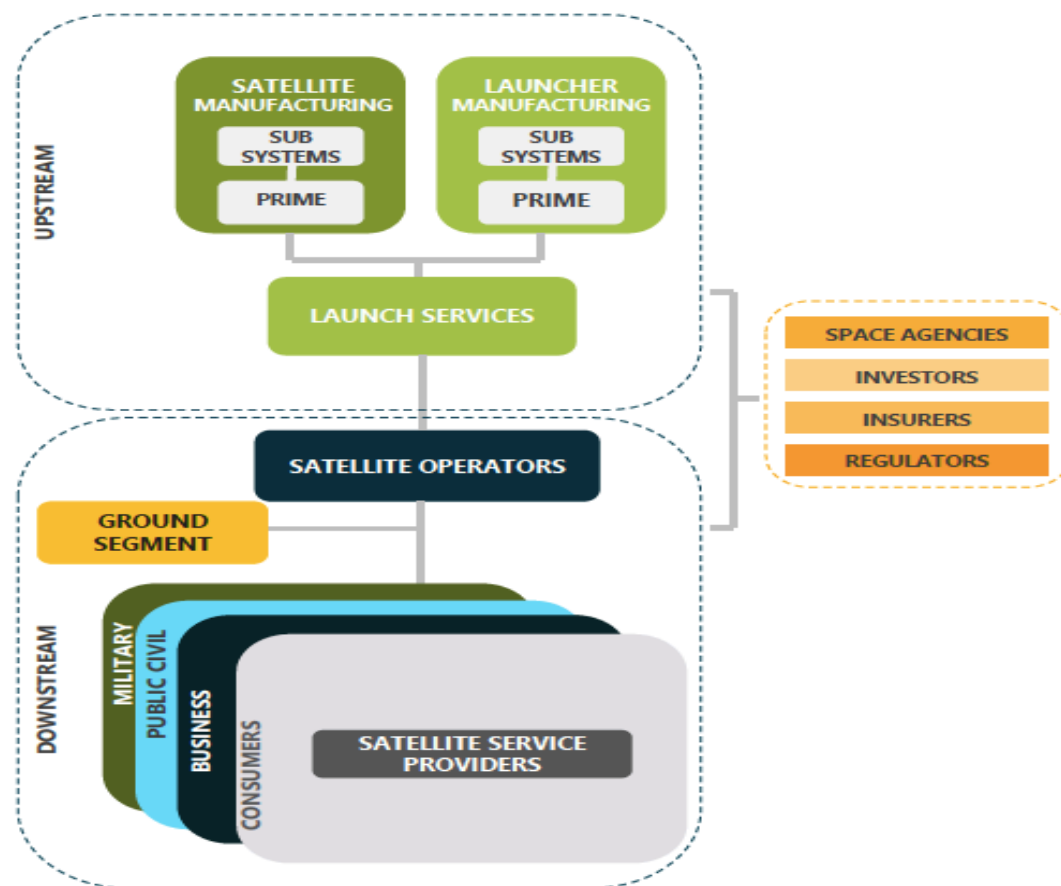 UPSTREAM
SATELLITE
MANUFACTURING
SUB
SYSTEMS
PRIME
LAUNCHER
MANUFACTURING
SUB
SYSTEMS
PRIME
LAUNCH SERVICES
SPACE AGENCIES
INVESTORS
INSURERS
REGULATORS
DOWNSTREAM
SATELLITE OPERATORS
GROUND
SEGMENT
MILITARY
PUBLIC CIVIL
BUSINESS
CONSUMERS
SATELLITE SERVICE
PROVIDERS